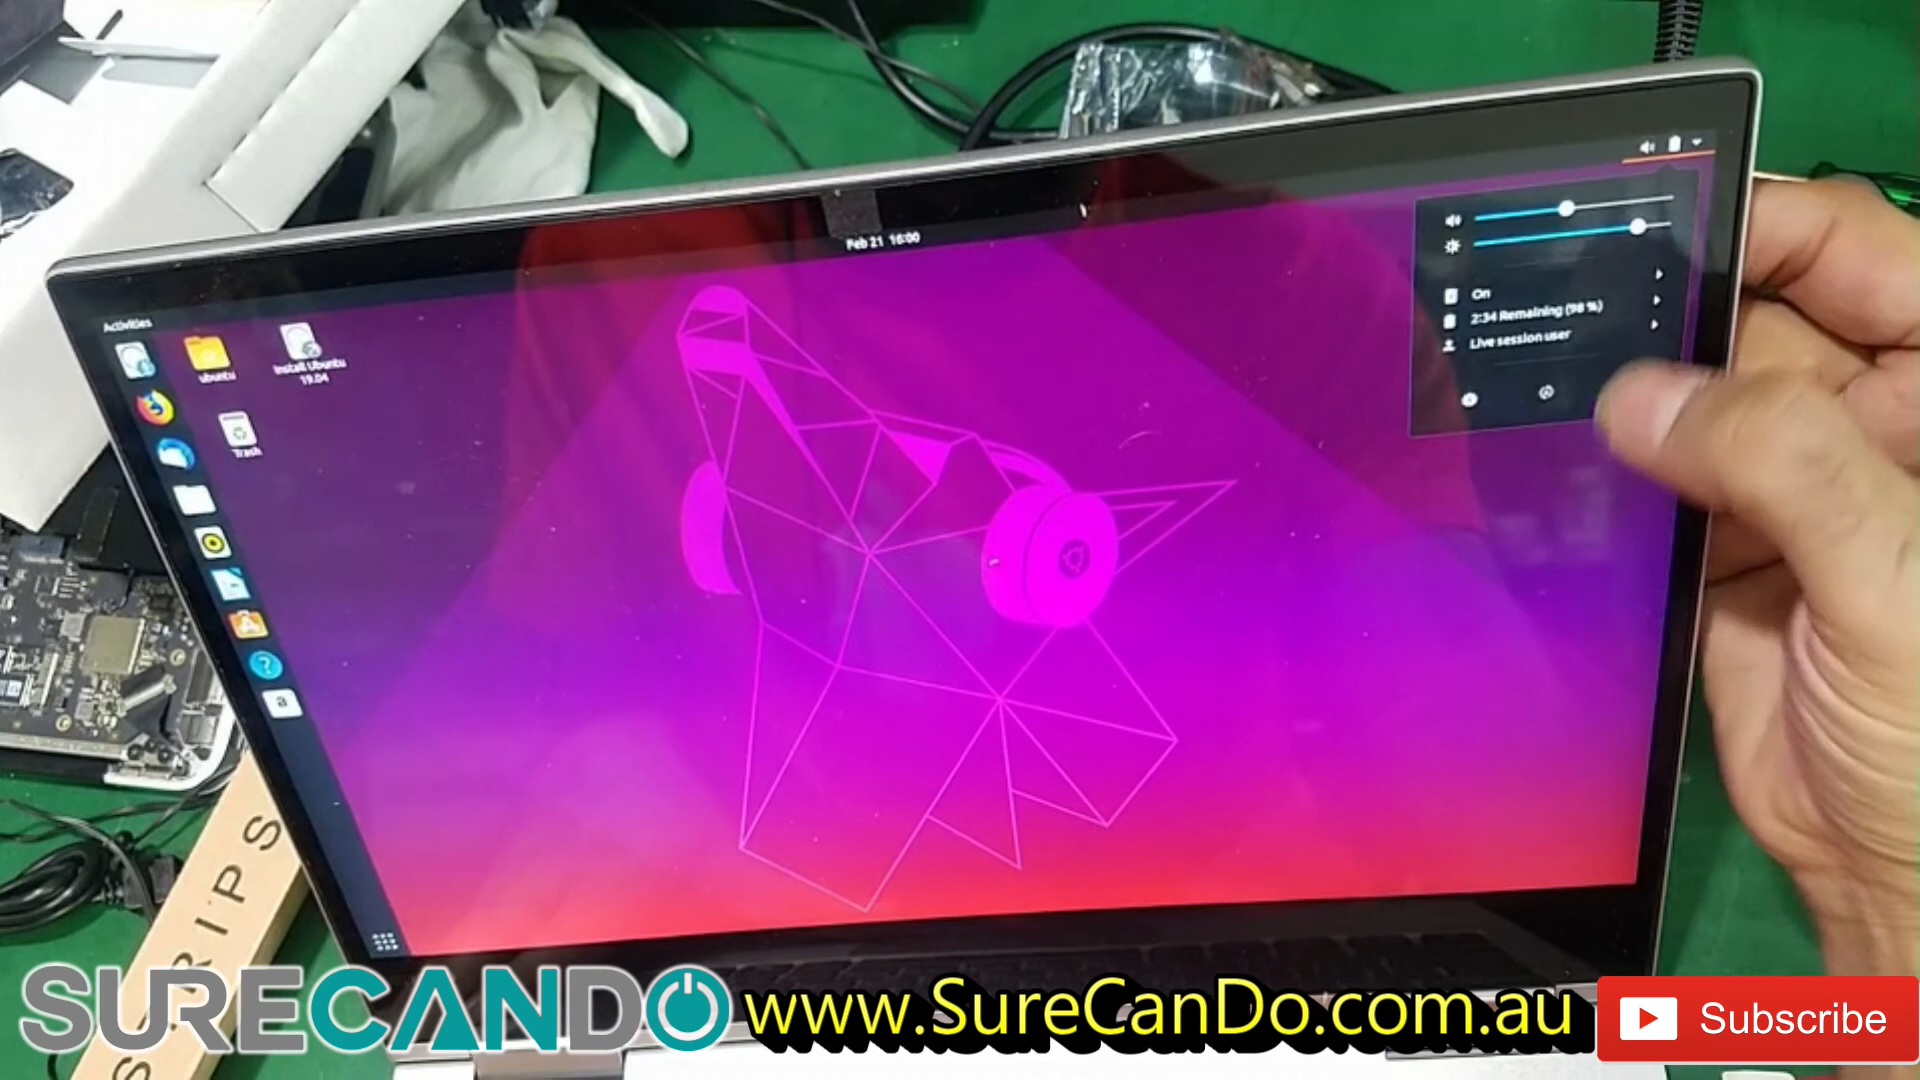 Feb 21 16:00
Activities
ubuntu
Install Ubuntu
19.04
Trash
On
2:34 Remaining (98 %)
Live session user
?
a
STRIPS
SURECANDO
www.SureCanDo.com.au
Subscribe